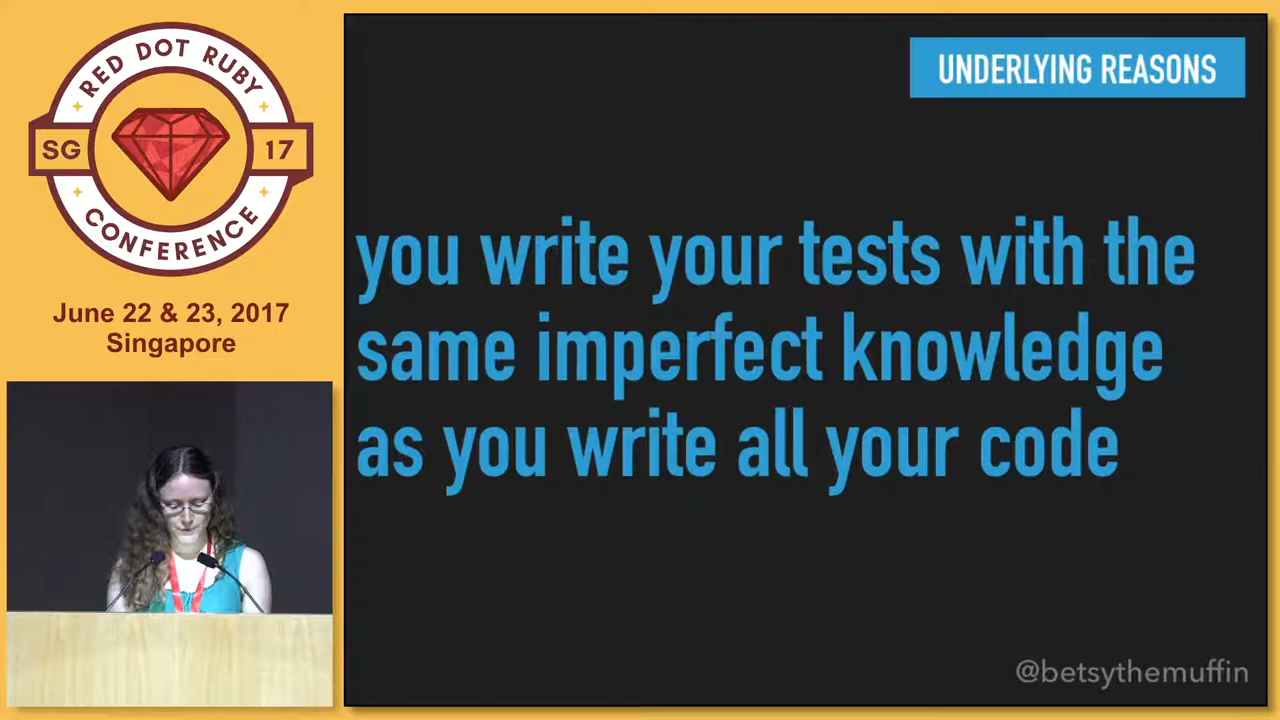 RED DOT RUBY
SG 17
CONFERENCE
June 22 & 23, 2017
Singapore
UNDERLYING REASONS
you write your tests with the
same imperfect knowledge
as you write all your code
@betsythemuffin